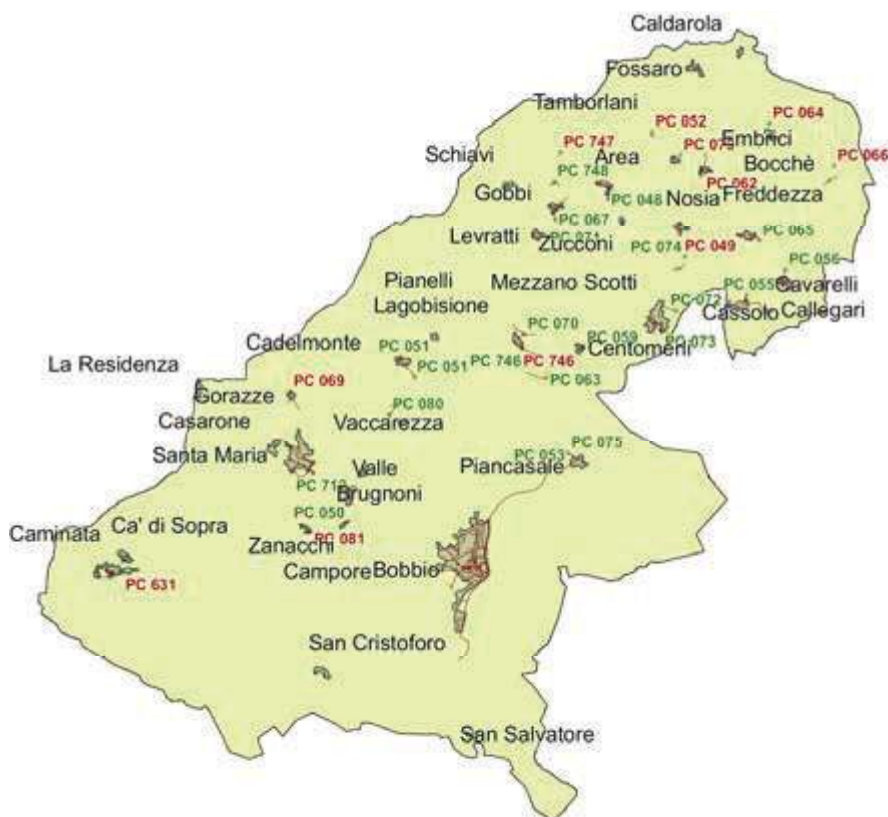 Caldarola
Fossaro
Tamborlani
PC 064
PC 052
Embrici
PC 747
Schiavi
Area
Bocchè
PC 066
PC 748
PC 062
Gobbi
PC 048
Nosia
Freddezza
PC 067
Levratti
Zucconi
PC 065
PC 074
PC 049
PC 056
Pianelli
Mezzano Scotti
PC 055
Cavarelli
Lagobisione
PC 072
Cassolo
Callegari
PC 070
Cadelmonte
PC 051
PC 059
Centomeni
PC 073
La Residenza
PC 051
PC 746
PC 746
PC 063
PC 069
Gorazze
PC 080
Casarone
Vaccarezza
PC 075
Santa Maria
PC 053
Valle
Piancasale
Brugnoni
PC 050
Caminata
Ca' di Sopra
PC 081
Zanacchi
Campore
Bobbio
PC 631
San Cristoforo
San Salvatore